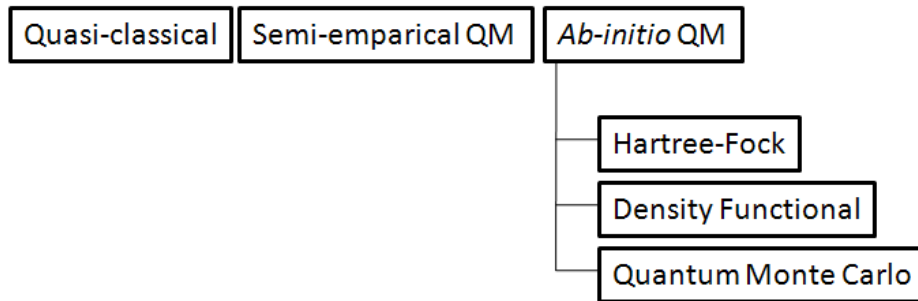 Quasi-classical
Semi-emparical QM
Ab-initio QM
Hartree-Fock
Density Functional
Quantum Monte Carlo